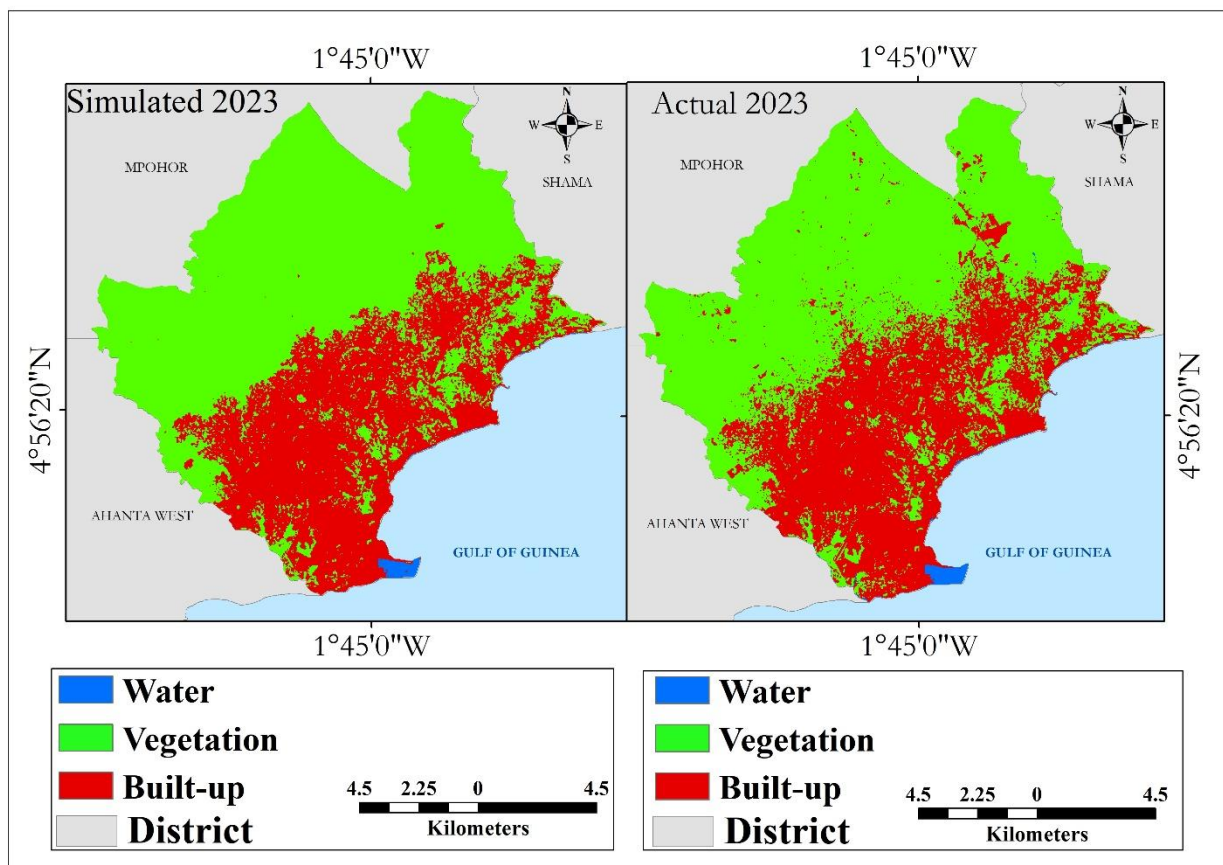 1°45'0"W
1°45'0"W
Simulated 2023
Actual 2023
N
W E
S
N
W E
S
MPOHOR
SHAMA
MPOHOR
SHAMA
4°56'20"N
4°56'20"N
AHANTA WEST
GULF OF GUINEA
AHANTA WEST
GULF OF GUINEA
1°45'0"W
1°45'0"W
Water
Vegetation
Built-up
District
4.5 2.25 0 4.5
Kilometers
Water
Vegetation
Built-up
District
4.5 2.25 0 4.5
Kilometers